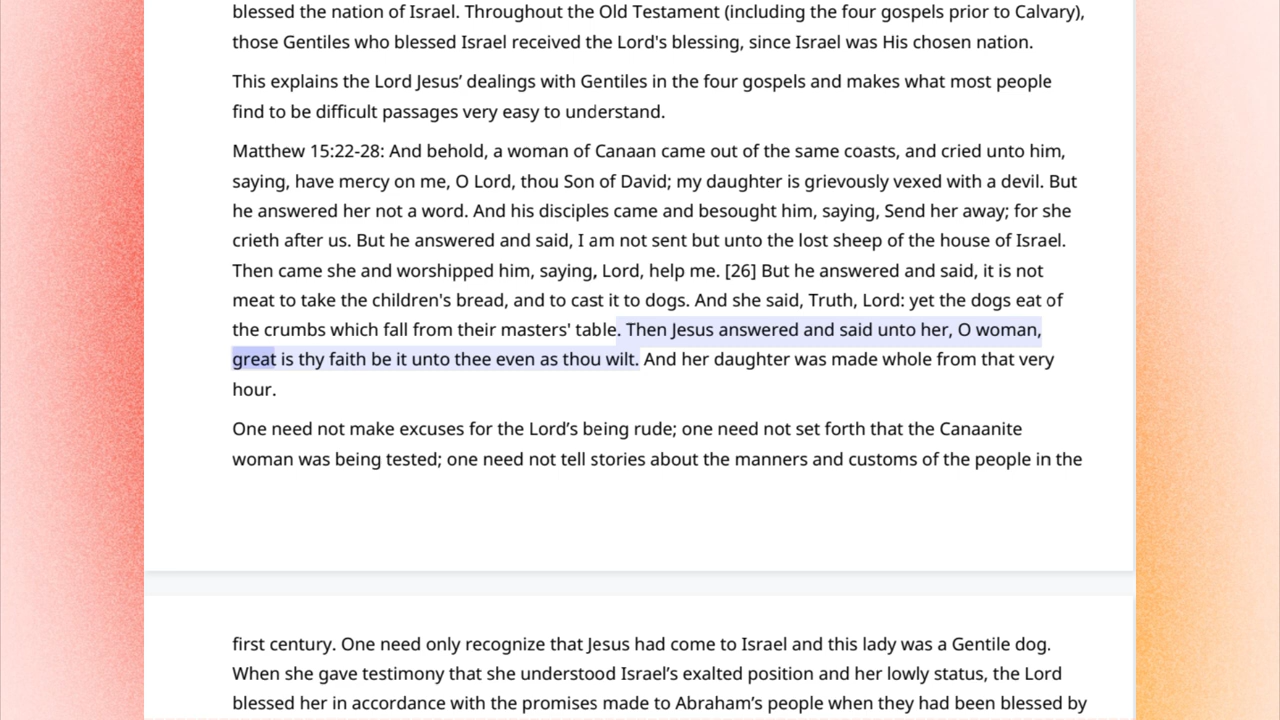 blessed the nation of Israel. Throughout the Old Testament (including the four gospels prior to Calvary),
those Gentiles who blessed Israel received the Lord's blessing, since Israel was His chosen nation.
This explains the Lord Jesus’ dealings with Gentiles in the four gospels and makes what most people
find to be difficult passages very easy to understand.
Matthew 15:22-28: And behold, a woman of Canaan came out of the same coasts, and cried unto him,
saying, have mercy on me, O Lord, thou Son of David; my daughter is grievously vexed with a devil. But
he answered her not a word. And his disciples came and besought him, saying, Send her away; for she
crieth after us. But he answered and said, I am not sent but unto the lost sheep of the house of Israel.
Then came she and worshipped him, saying, Lord, help me. [26] But he answered and said, it is not
meat to take the children's bread, and to cast it to dogs. And she said, Truth, Lord: yet the dogs eat of
the crumbs which fall from their masters' table. Then Jesus answered and said unto her, O woman,
great is thy faith be it unto thee even as thou wilt. And her daughter was made whole from that very
hour.
One need not make excuses for the Lord’s being rude; one need not set forth that the Canaanite
woman was being tested; one need not tell stories about the manners and customs of the people in the
first century. One need only recognize that Jesus had come to Israel and this lady was a Gentile dog.
When she gave testimony that she understood Israel’s exalted position and her lowly status, the Lord
blessed her in accordance with the promises made to Abraham’s people when they had been blessed by